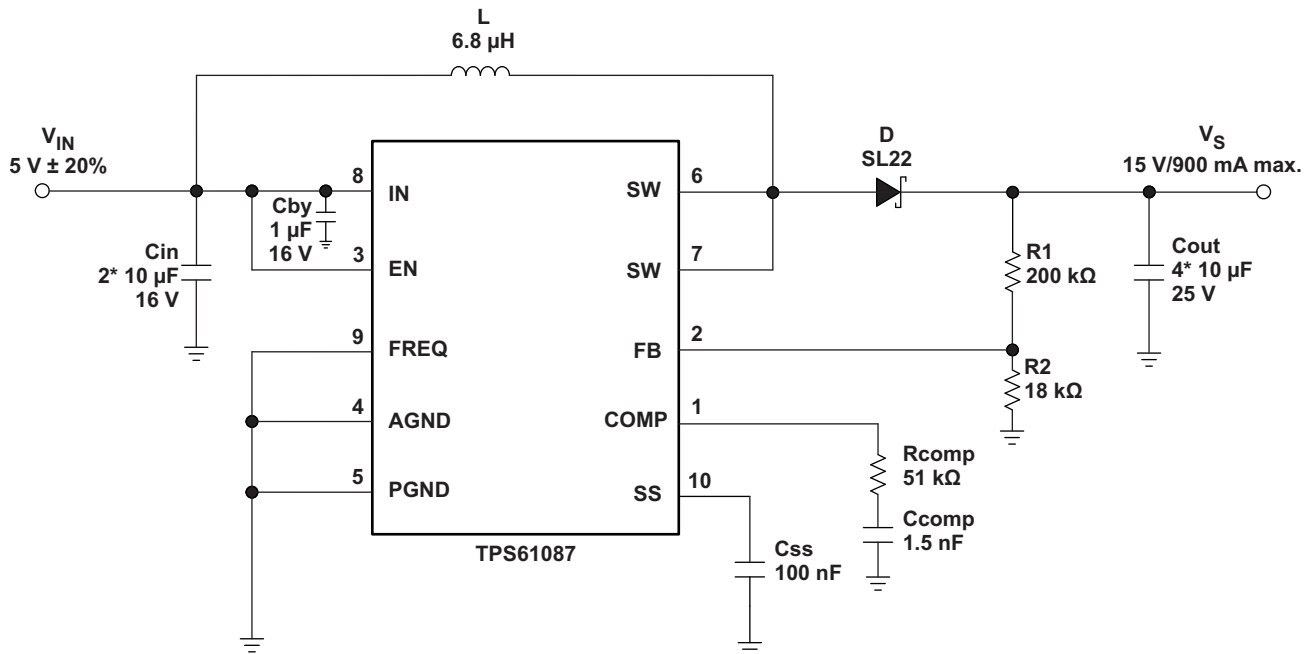 L
6.8 µH
VIN
5 V ± 20%
D
SL22
VS
15 V/900 mA max.
8
IN
SW
6
Cby
1 µF
16 V
3
EN
SW
7
Cin
2* 10 µF
16 V
R1
200 kΩ
Cout
4* 10 µF
25 V
9
FREQ
FB
2
R2
18 kΩ
4
AGND
COMP
1
Rcomp
51 kΩ
5
PGND
SS
10
Ccomp
1.5 nF
TPS61087
Css
100 nF